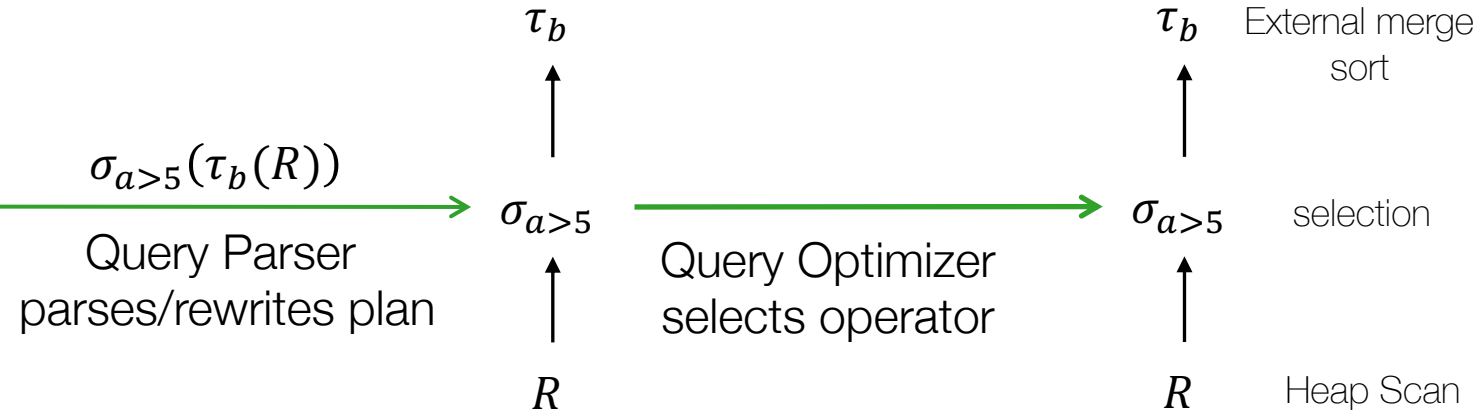 τ_b
τ_b External merge
sort
σ_{a>5}(τ_b(R))
σ_{a>5}
σ_{a>5} selection
Query Parser
parses/rewrites plan
Query Optimizer
selects operator
R
R Heap Scan